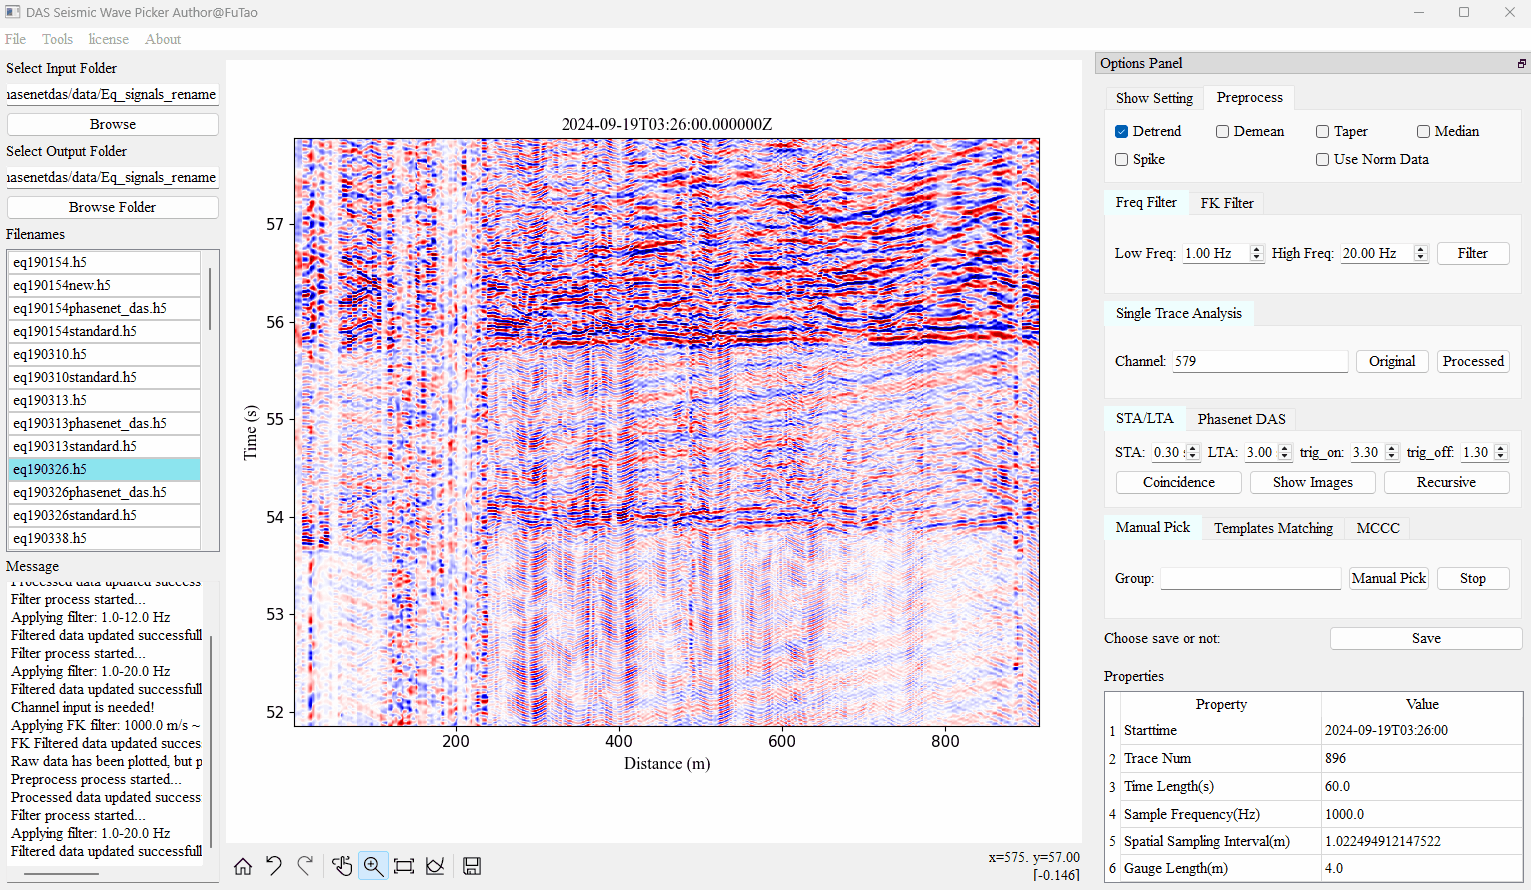 DAS Seismic Wave Picker Author@FuTao
File Tools license About
Select Input Folder
nasenetdas/data/Eq_signals_rename
Browse
Select Output Folder
nasenetdas/data/Eq_signals_rename
Browse Folder
Filenames
eq190154.h5
eq190154new.h5
eq190154phasenet_das.h5
eq190154standard.h5
eq190310.h5
eq190310standard.h5
eq190313.h5
eq190313phasenet_das.h5
eq190313standard.h5
eq190326.h5
eq190326phasenet_das.h5
eq190326standard.h5
eq190338.h5
Message
Processed data updated success
Filter process started...
Applying filter: 1.0-12.0 Hz
Filtered data updated successfull
Filter process started...
Applying filter: 1.0-20.0 Hz
Filtered data updated successfull
Channel input is needed!
Applying FK filter: 1000.0 m/s ~
FK Filtered data updated succes
Raw data has been plotted, but p
Preprocess process started...
Processed data updated success
Filter process started...
Applying filter: 1.0-20.0 Hz
Filtered data updated successfull
2024-09-19T03:26:00.000000Z
Time (s)
57
56
55
54
53
52
200 400 600 800
Distance (m)
x=575. y=57.00
[-0.146]
Options Panel
Show Setting Preprocess
Detrend Demean Taper Median
Spike Use Norm Data
Freq Filter FK Filter
Low Freq: 1.00 Hz High Freq: 20.00 Hz Filter
Single Trace Analysis
Channel: 579 Original Processed
STA/LTA Phasenet DAS
STA: 0.30 s LTA: 3.00 trig_on: 3.30 trig_off: 1.30
Coincidence Show Images Recursive
Manual Pick Templates Matching MCCC
Group: Manual Pick Stop
Choose save or not: Save
Properties
Property Value
1 Starttime 2024-09-19T03:26:00
2 Trace Num 896
3 Time Length(s) 60.0
4 Sample Frequency(Hz) 1000.0
5 Spatial Sampling Interval(m) 1.022494912147522
6 Gauge Length(m) 4.0